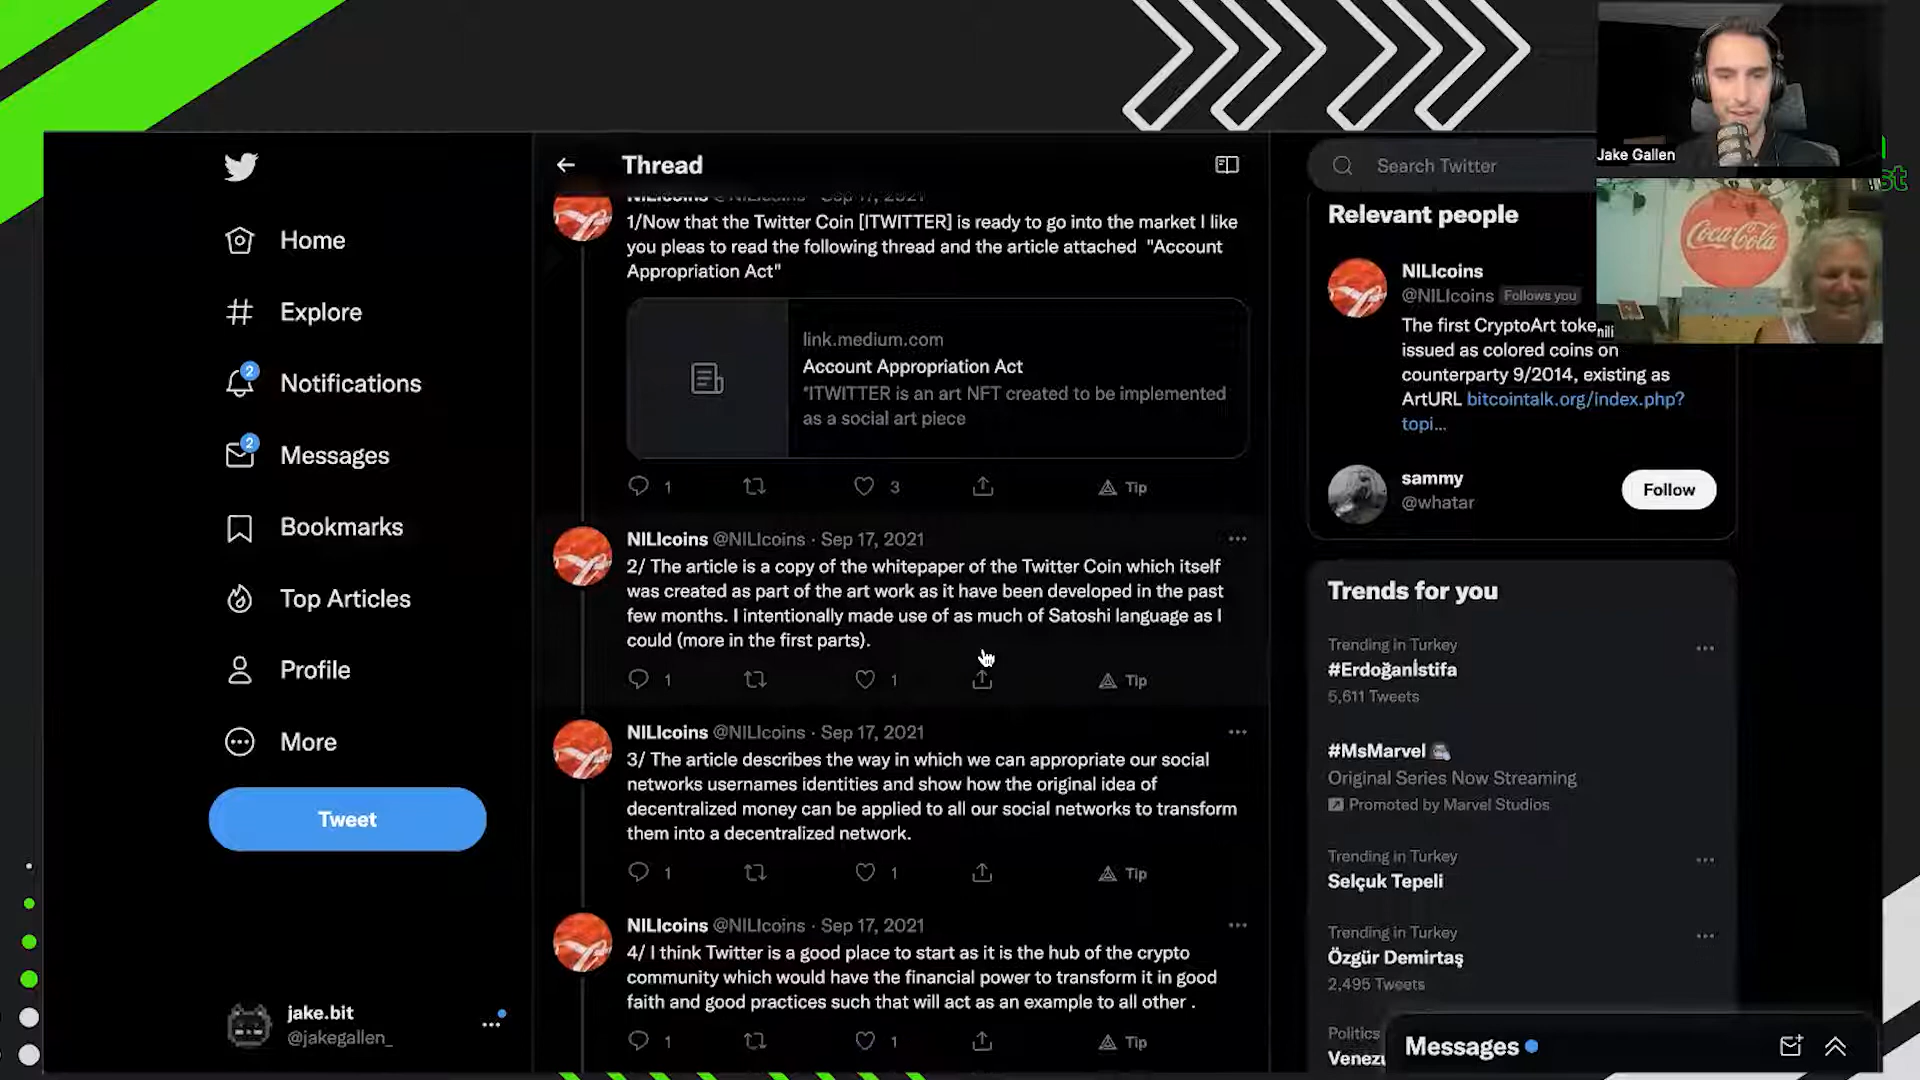 Home
Explore
2
Notifications
2
Messages
Bookmarks
Top Articles
Profile
More
Tweet
jake.bit
@jakegallen_
Thread
NILIcoins @NILIcoins · Sep 17, 2021
1/Now that the Twitter Coin [ITWITTER] is ready to go into the market I like
you pleas to read the following thread and the article attached "Account
Appropriation Act"
link.medium.com
Account Appropriation Act
"ITWITTER is an art NFT created to be implemented
as a social art piece
1
3
Tip
NILIcoins @NILIcoins · Sep 17, 2021
2/ The article is a copy of the whitepaper of the Twitter Coin which itself
was created as part of the art work as it have been developed in the past
few months. I intentionally made use of as much of Satoshi language as I
could (more in the first parts).
1
1
Tip
NILIcoins @NILIcoins · Sep 17, 2021
3/ The article describes the way in which we can appropriate our social
networks usernames identities and show how the original idea of
decentralized money can be applied to all our social networks to transform
them into a decentralized network.
1
1
Tip
NILIcoins @NILIcoins · Sep 17, 2021
4/ I think Twitter is a good place to start as it is the hub of the crypto
community which would have the financial power to transform it in good
faith and good practices such that will act as an example to all other .
1
1
Tip
Search Twitter
Relevant people
NILIcoins
@NILIcoins Follows you
The first CryptoArt toke
issued as colored coins on
counterparty 9/2014, existing as
ArtURL bitcointalk.org/index.php?
topi...
sammy
@whatar
Follow
Trends for you
Trending in Turkey
#Erdoğanİstifa
5,611 Tweets
#MsMarvel
Original Series Now Streaming
Promoted by Marvel Studios
Trending in Turkey
Selçuk Tepeli
Trending in Turkey
Özgür Demirtaş
2,495 Tweets
Politics
Venezu
Messages
Jake Gallen
st
Coca-Cola
nili